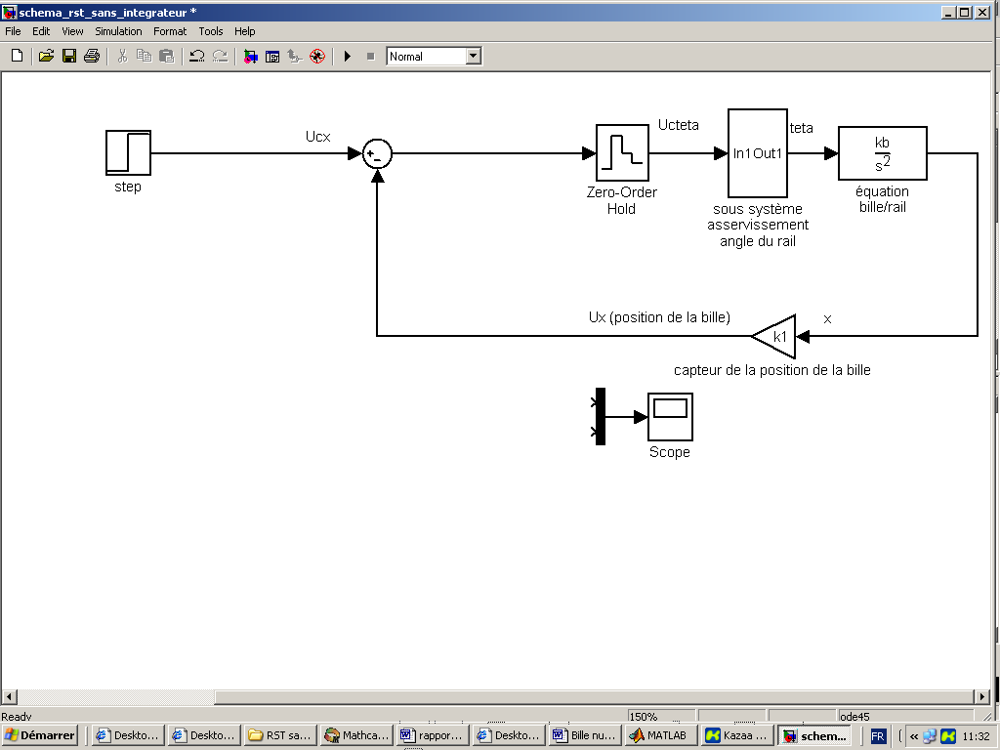 schema_rst_sans_integrateur *
File Edit View Simulation Format Tools Help
Normal
Ucx
Ucteta
teta
In1 Out1
kb
s2
step
Zero-Order
Hold
équation
bille/rail
sous système
asservissement
angle du rail
Ux (position de la bille)
x
k1
capteur de la position de la bille
Scope
Ready
150%
ode45
Démarrer
Deskto...
Deskto...
RST sa...
Mathca...
rappor...
Deskto...
Bille nu...
MATLAB
Kazaa ...
schem...
FR
«
11:32